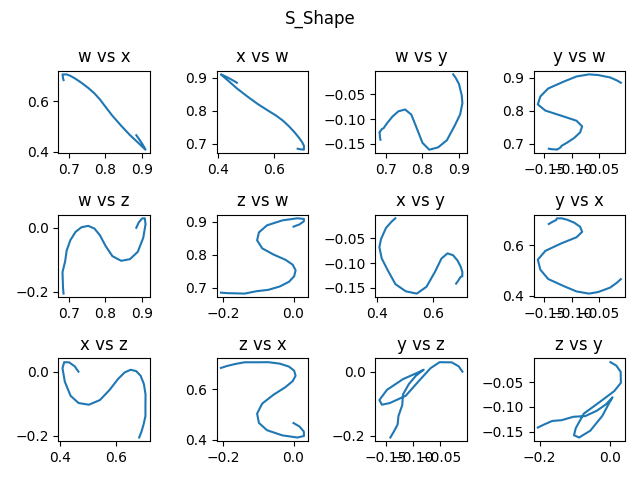 S_Shape
w vs x x vs w w vs y y vs w
0.6 0.4 0.7 0.8 0.9
0.9 0.8 0.7 0.4 0.6
−0.05 −0.10 −0.15 0.7 0.8 0.9
0.9 0.8 0.7 −0.15 −0.10 −0.05
w vs z z vs w x vs y y vs x
0.0 −0.2 0.7 0.8 0.9
0.9 0.8 0.7 −0.2 0.0
−0.05 −0.10 −0.15 0.4 0.6
0.6 0.4 −0.15 −0.10 −0.05
x vs z z vs x y vs z z vs y
0.0 −0.2 0.4 0.6
0.6 0.4 −0.2 0.0
0.0 −0.2 −0.15 −0.10 −0.05
−0.05 −0.10 −0.15 −0.2 0.0